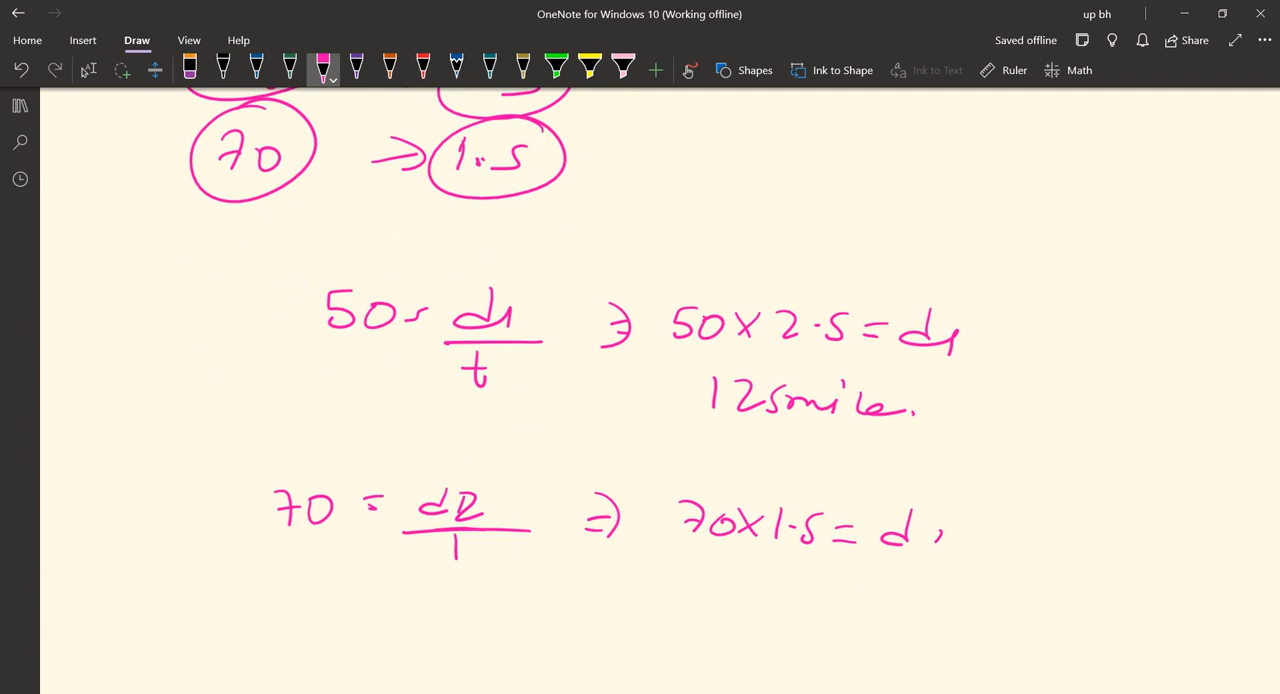 OneNote for Windows 10 (Working offline)
up bh
Home Insert Draw View Help
Saved offline
Share
Shapes Ink to Shape Ink to Text Ruler Math
70 ⇒ 1.5
50 = d1/t ⇒ 50 × 2.5 = d1
125 mile.
70 = d2/1 ⇒ 70 × 1.5 = d,